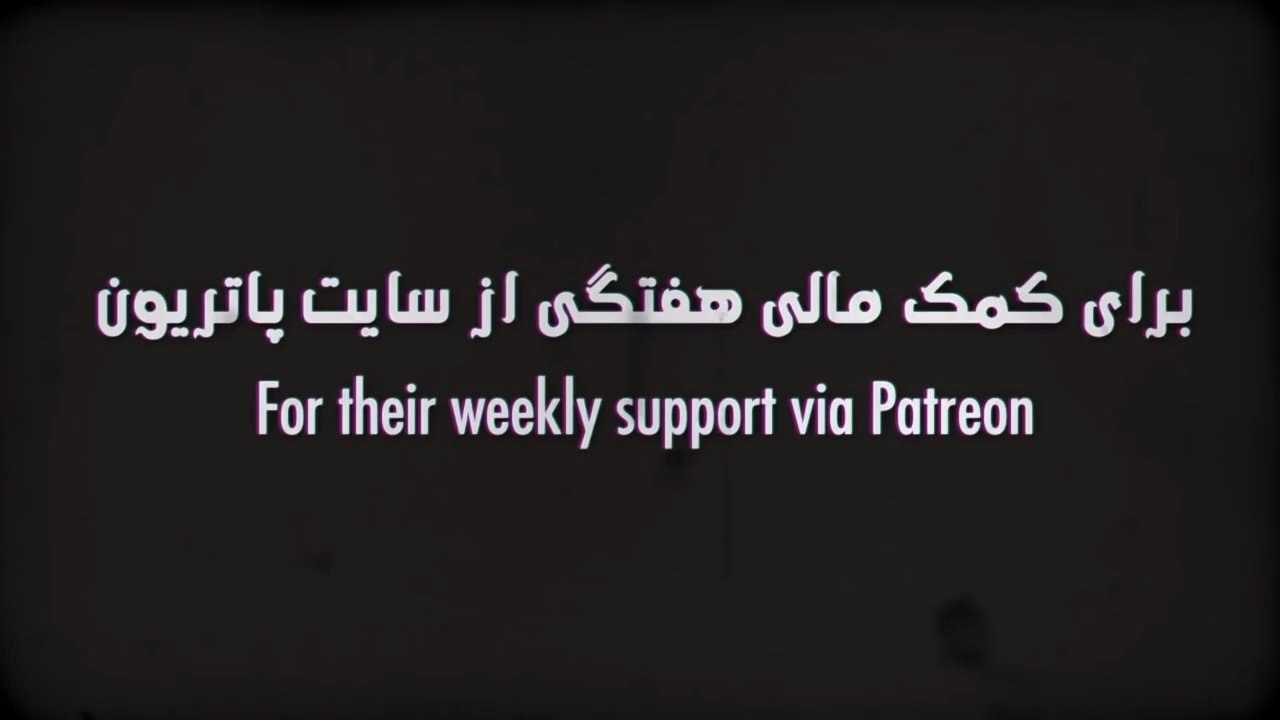 برای کمک مالی هفتگی از سایت پاتریون
For their weekly support via Patreon